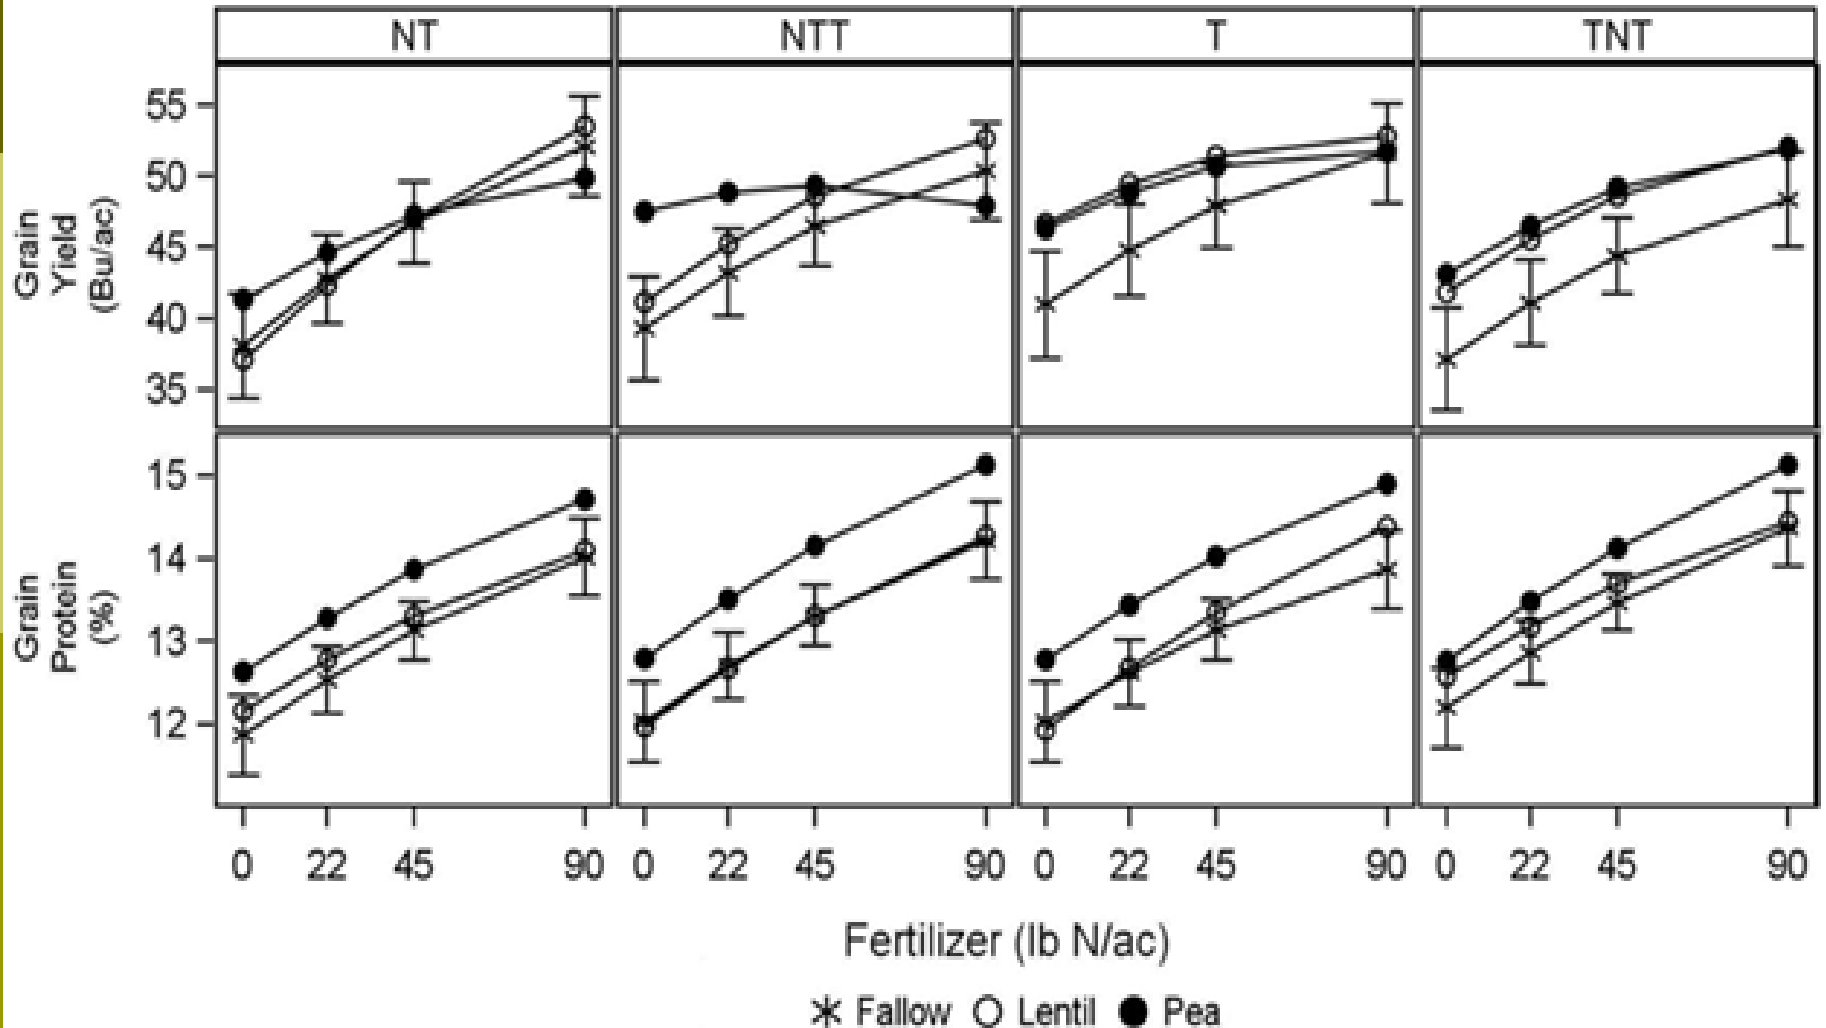 NT NTT T TNT
55
50
45
40
35
Grain
Yield
(Bu/ac)
15
14
13
12
Grain
Protein
(%)
0 22 45 90 0 22 45 90 0 22 45 90 0 22 45 90
Fertilizer (lb N/ac)
Fallow Lentil Pea